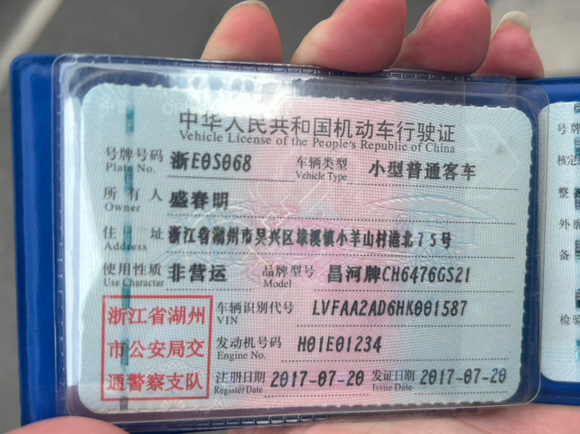 中华人民共和国机动车行驶证
Vehicle License of the People's Republic of China
号牌号码 浙E0S068 车辆类型 小型普通客车
Plate No. Vehicle Type
所有人 盛春明
Owner
住址 浙江省湖州市吴兴区埭溪镇小羊山村港北75号
Address
使用性质 非营运 品牌型号 昌河牌CH6476GS21
Use Character Model
浙江省湖州
市公安局交
通警察支队
车辆识别代号 LVFAA2AD6HK001587
VIN
发动机号码 H01E01234
Engine No.
注册日期 2017-07-20 发证日期 2017-07-20
Register Date Issue Date
号
核定
整
外
备
检验